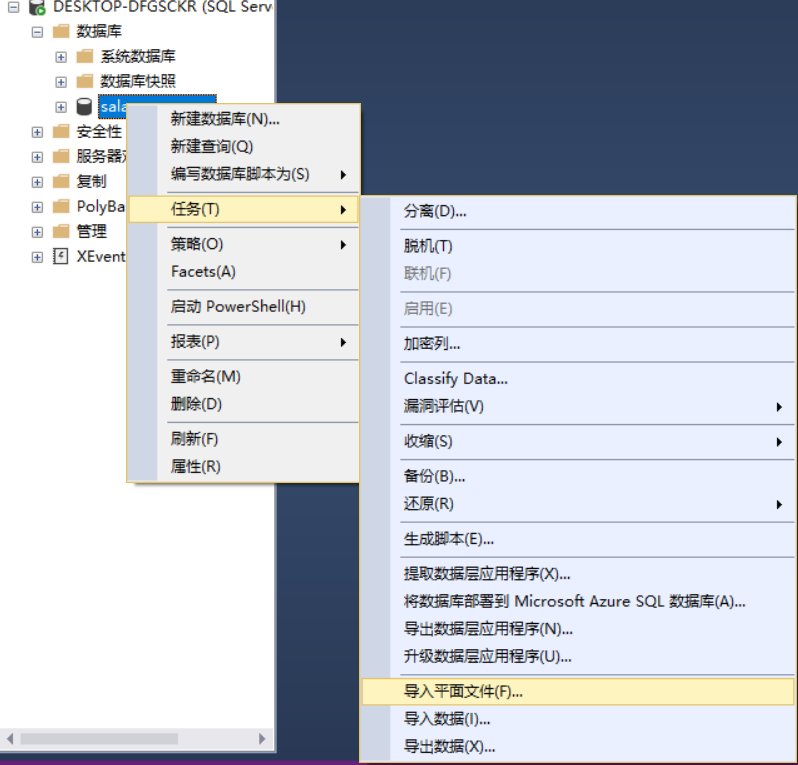 DESKTOP-DFGSCKR (SQL Serv
数据库
系统数据库
数据库快照
安全性
服务器
复制
PolyBa
管理
XEvent
新建数据库(N)...
新建查询(Q)
编写数据库脚本为(S)
任务(T)
策略(O)
Facets(A)
启动 PowerShell(H)
报表(P)
重命名(M)
删除(D)
刷新(F)
属性(R)
分离(D)...
脱机(T)
联机(F)
启用(E)
加密列...
Classify Data...
漏洞评估(V)
收缩(S)
备份(B)...
还原(R)
生成脚本(E)...
提取数据层应用程序(X)...
将数据库部署到 Microsoft Azure SQL 数据库(A)...
导出数据层应用程序(N)...
升级数据层应用程序(U)...
导入平面文件(F)...
导入数据(I)...
导出数据(X)...